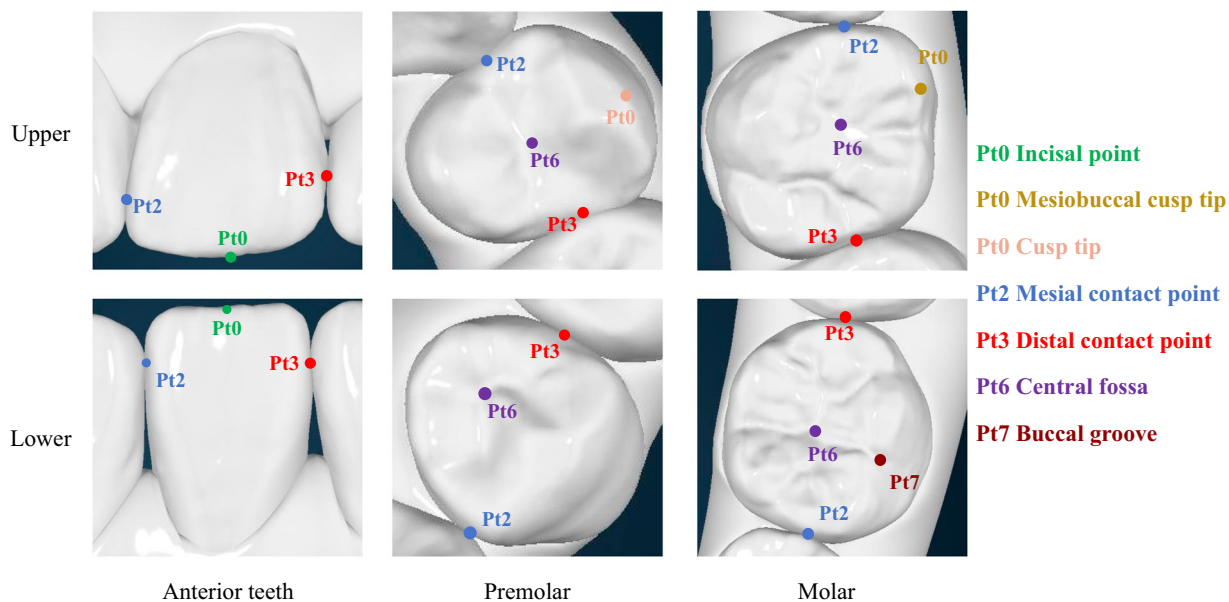 Upper
Pt2
Pt3
Pt0
Pt2
Pt0
Pt6
Pt3
Pt2
Pt0
Pt6
Pt3
Lower
Pt0
Pt2
Pt3
Pt3
Pt6
Pt2
Pt3
Pt6
Pt7
Pt2
Anterior teeth
Premolar
Molar
Pt0 Incisal point
Pt0 Mesiobuccal cusp tip
Pt0 Cusp tip
Pt2 Mesial contact point
Pt3 Distal contact point
Pt6 Central fossa
Pt7 Buccal groove